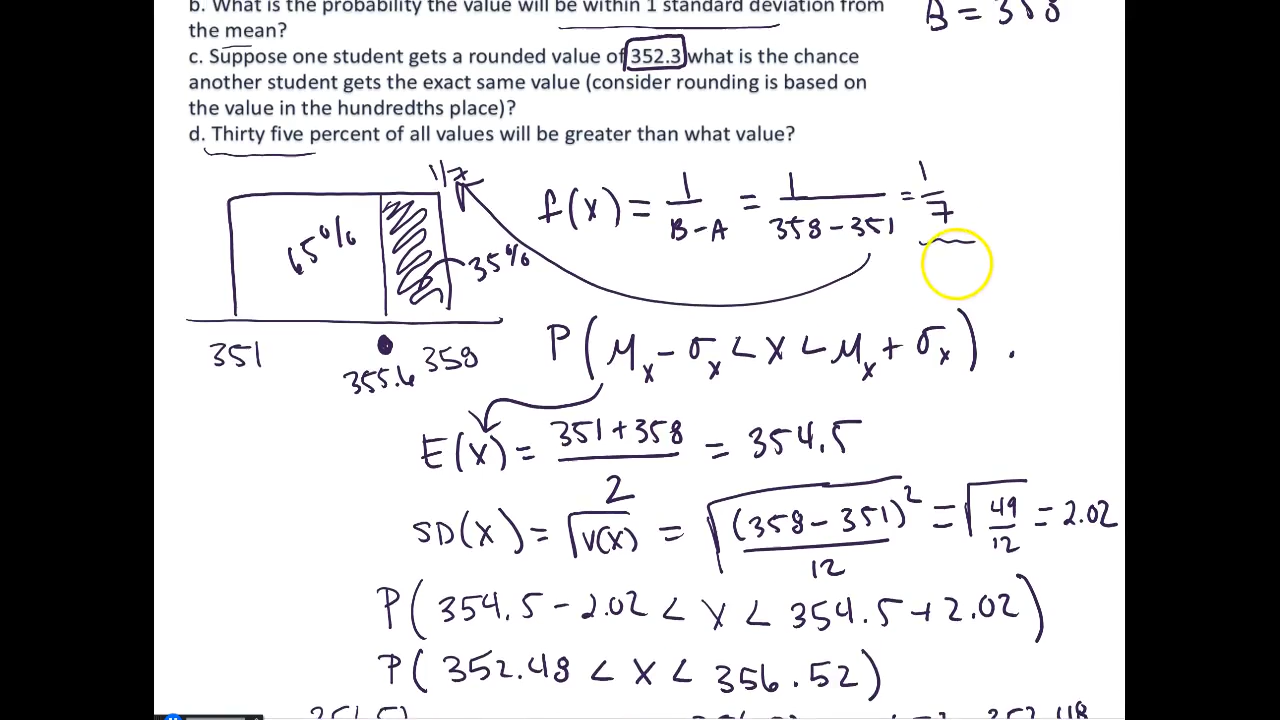 b. What is the probability the value will be within 1 standard deviation from
B = 358
the mean?
c. Suppose one student gets a rounded value of 352.3 what is the chance
another student gets the exact same value (consider rounding is based on
the value in the hundredths place)?
d. Thirty five percent of all values will be greater than what value?
1/7
f(x) = 1/(B-A) = 1/(358-351) = 1/7
65%
35%
351
355.6
358
P(μx - σx < X < μx + σx) .
E(X) = (351+358)/2 = 354.5
SD(X) = √V(X) = √((358-351)²/12) = √(49/12) = 2.02
P(354.5 - 2.02 < X < 354.5 + 2.02)
P(352.48 < X < 356.52)